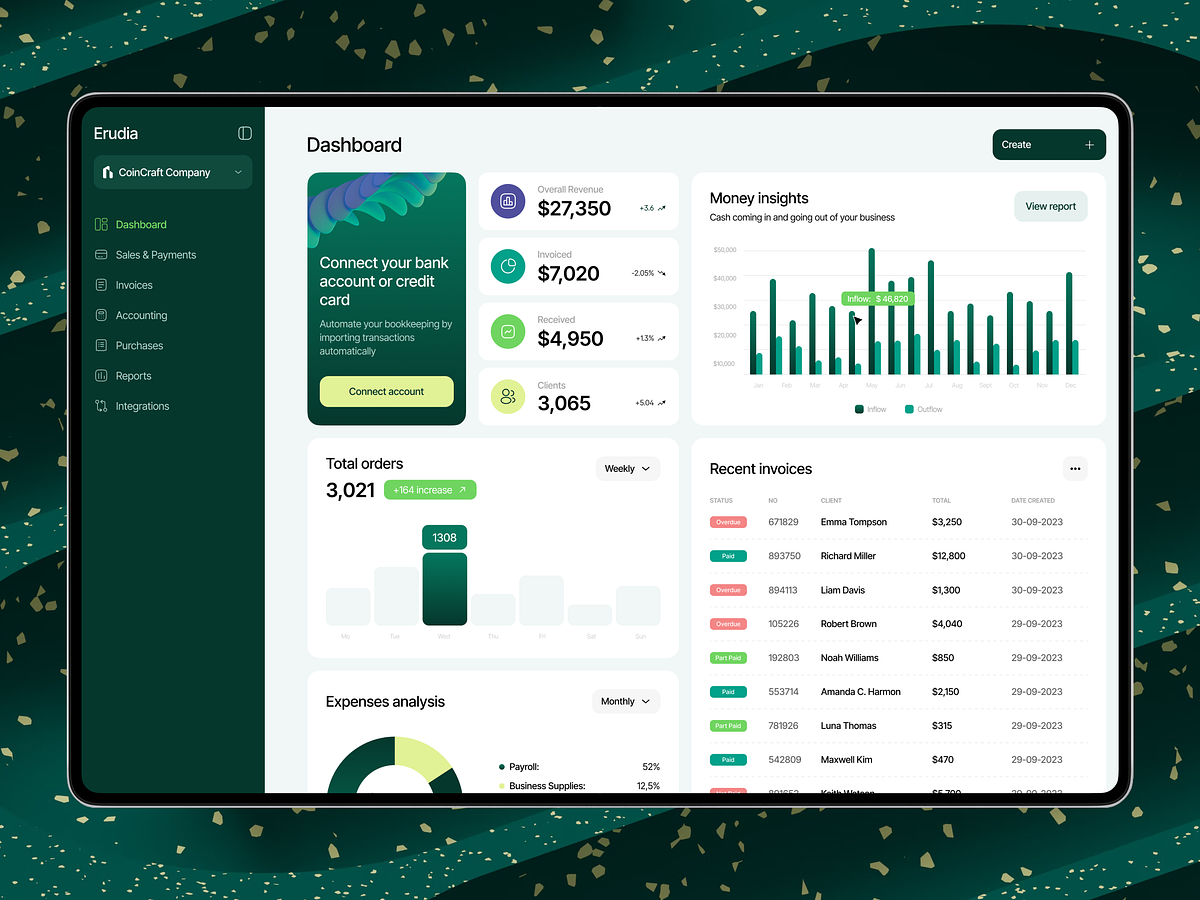 Erudia
CoinCraft Company
Dashboard
Sales & Payments
Invoices
Accounting
Purchases
Reports
Integrations
Dashboard
Create
Connect your bank
account or credit
card
Automate your bookkeeping by
importing transactions
automatically
Connect account
Overall Revenue
$27,350
+3.6
Invoiced
$7,020
-2.05%
Received
$4,950
+1.3%
Clients
3,065
+5.04
Money insights
Cash coming in and going out of your business
View report
$50,000
$40,000
$30,000
$20,000
$10,000
Inflow: $ 46,820
Jan Feb Mar Apr May Jun Jul Aug Sept Oct Nov Dec
Inflow Outflow
Total orders
3,021
+164 increase
Weekly
1308
Mo Tue Wed Thu Fri Sat Sun
Expenses analysis
Monthly
Payroll: 52%
Business Supplies: 12,5%
Recent invoices
STATUS NO CLIENT TOTAL DATE CREATED
Overdue 671829 Emma Tompson $3,250 30-09-2023
Paid 893750 Richard Miller $12,800 30-09-2023
Overdue 894113 Liam Davis $1,300 30-09-2023
Overdue 105226 Robert Brown $4,040 29-09-2023
Part Paid 192803 Noah Williams $850 29-09-2023
Paid 553714 Amanda C. Harmon $2,150 29-09-2023
Part Paid 781926 Luna Thomas $315 29-09-2023
Paid 542809 Maxwell Kim $470 29-09-2023